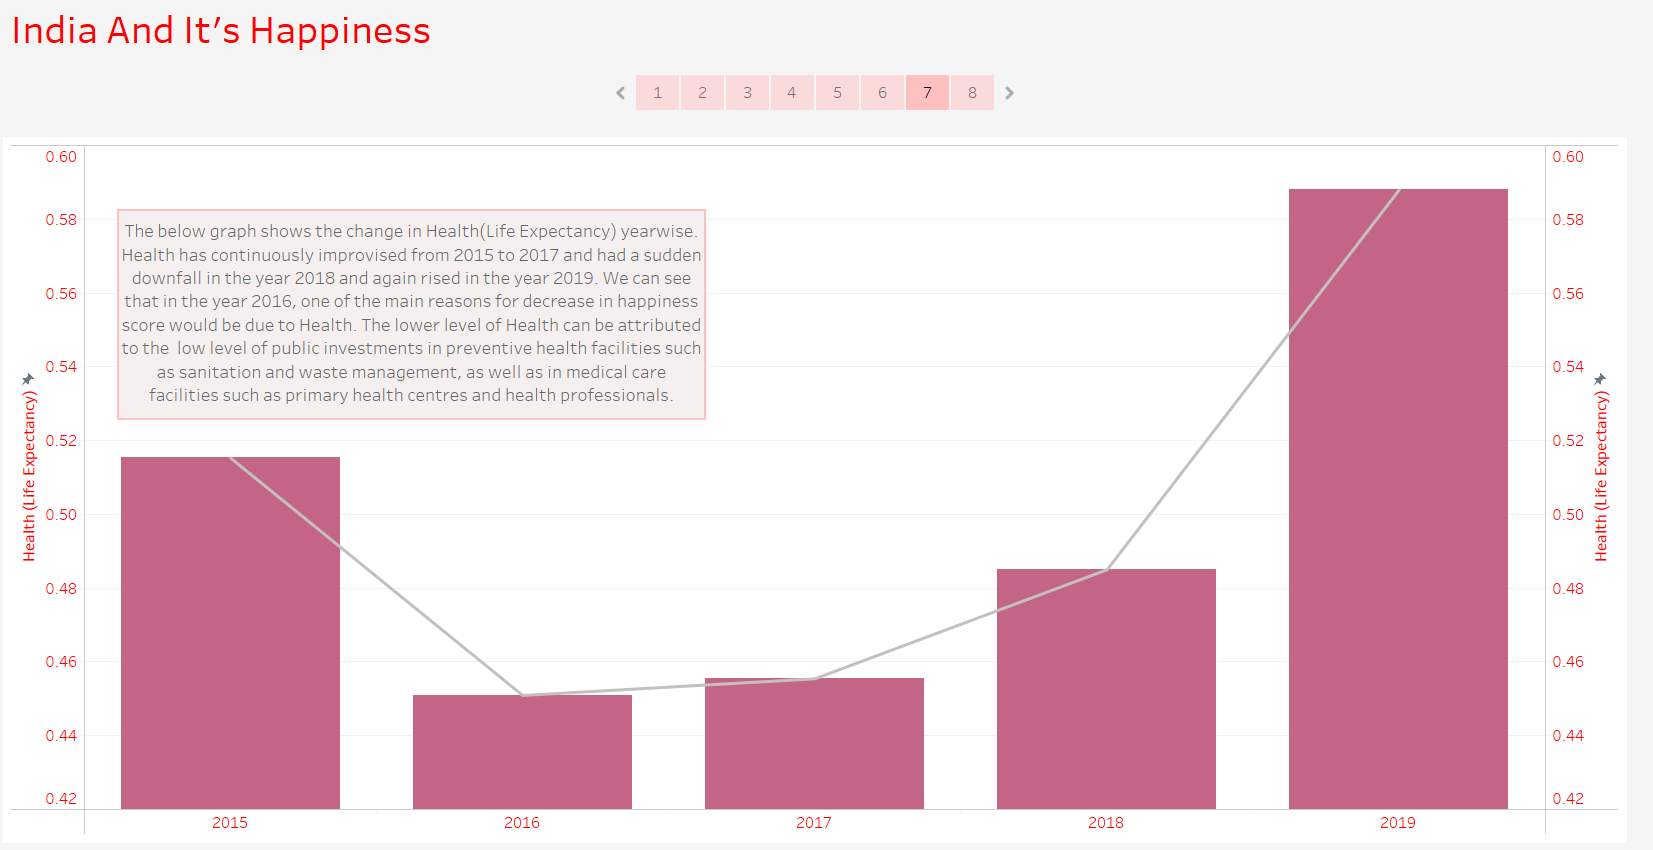 India And It’s Happiness
1 2 3 4 5 6 7 8
The below graph shows the change in Health(Life Expectancy) yearwise.
Health has continuously improvised from 2015 to 2017 and had a sudden
downfall in the year 2018 and again rised in the year 2019. We can see
that in the year 2016, one of the main reasons for decrease in happiness
score would be due to Health. The lower level of Health can be attributed
to the  low level of public investments in preventive health facilities such
as sanitation and waste management, as well as in medical care
facilities such as primary health centres and health professionals.
Health (Life Expectancy)
0.60
0.58
0.56
0.54
0.52
0.50
0.48
0.46
0.44
0.42
0.60
0.58
0.56
0.54
0.52
0.50
0.48
0.46
0.44
0.42
Health (Life Expectancy)
2015 2016 2017 2018 2019